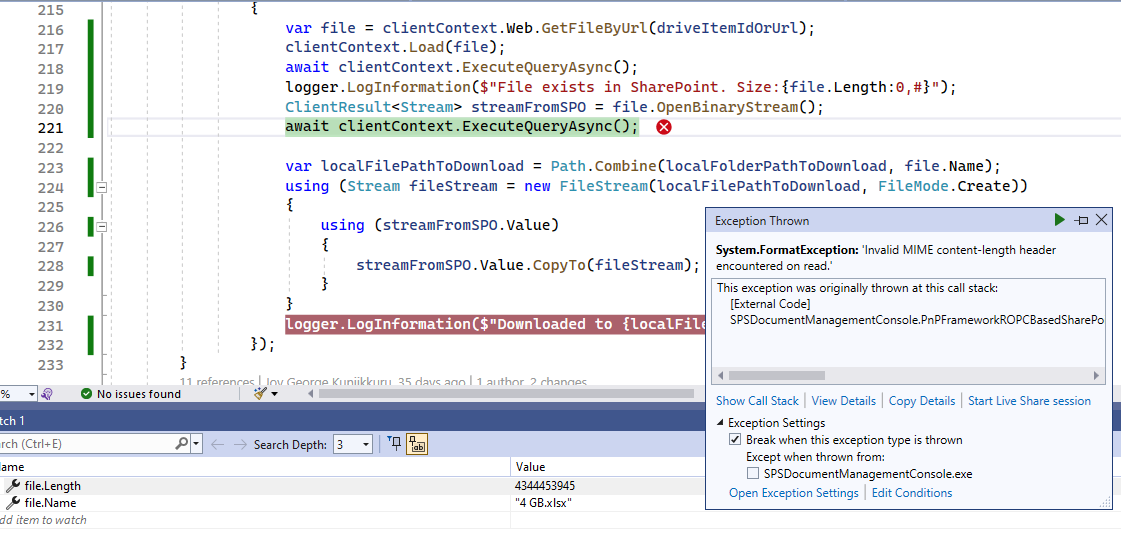 215 {
216 var file = clientContext.Web.GetFileByUrl(driveItemIdOrUrl);
217 clientContext.Load(file);
218 await clientContext.ExecuteQueryAsync();
219 logger.LogInformation($"File exists in SharePoint. Size:{file.Length:0,#}");
220 ClientResult<Stream> streamFromSPO = file.OpenBinaryStream();
221 await clientContext.ExecuteQueryAsync();
222
223 var localFilePathToDownload = Path.Combine(localFolderPathToDownload, file.Name);
224 using (Stream fileStream = new FileStream(localFilePathToDownload, FileMode.Create))
225 {
226 using (streamFromSPO.Value)
227 {
228 streamFromSPO.Value.CopyTo(fileStream);
229 }
230 }
231 logger.LogInformation($"Downloaded to {localFile
232 });
233 }
11 references | Joy George Kunjikkuru, 35 days ago | 1 author, 2 changes
Exception Thrown
System.FormatException: 'Invalid MIME content-length header
encountered on read.'
This exception was originally thrown at this call stack:
[External Code]
SPSDocumentManagementConsole.PnPFrameworkROPCBasedSharePo
Show Call Stack | View Details | Copy Details | Start Live Share session
Exception Settings
Break when this exception type is thrown
Except when thrown from:
SPSDocumentManagementConsole.exe
Open Exception Settings | Edit Conditions
% No issues found
tch 1
rch (Ctrl+E) Search Depth: 3
ame Value
file.Length 4344453945
file.Name "4 GB.xlsx"
dd item to watch